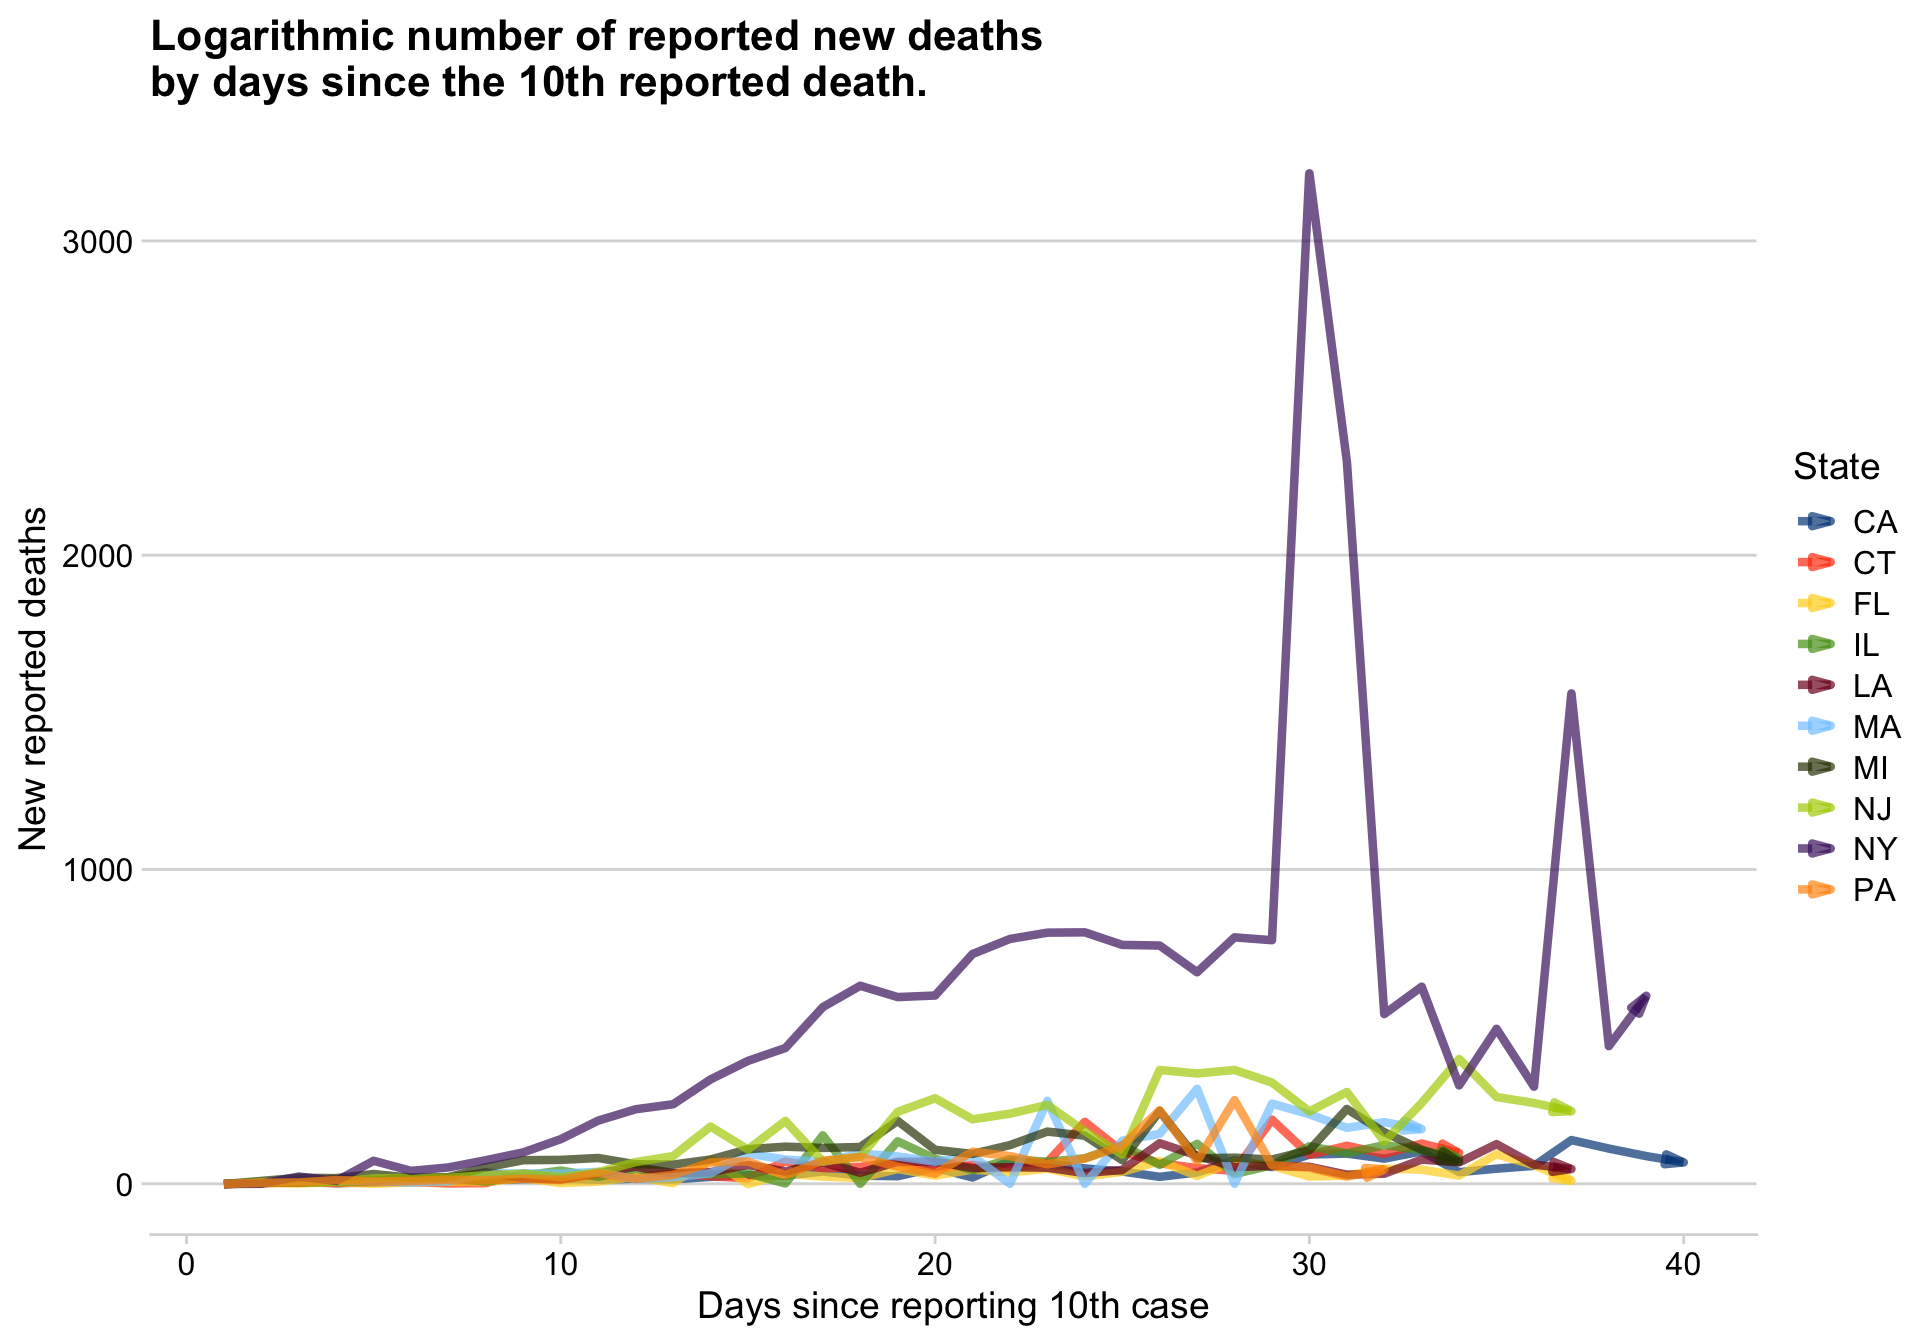 Logarithmic number of reported new deaths
by days since the 10th reported death.
New reported deaths
3000
2000
1000
0
0 10 20 30 40
Days since reporting 10th case
State
CA
CT
FL
IL
LA
MA
MI
NJ
NY
PA